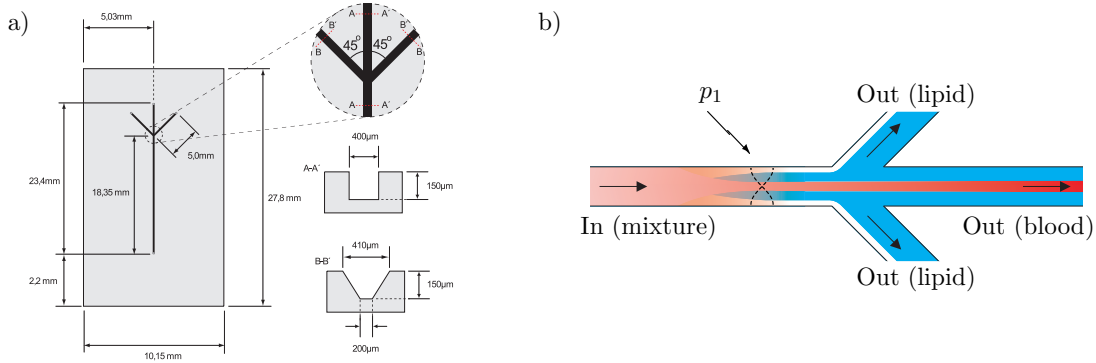 a)
5,03mm
A
A´
B´
B´
45°
45°
B
B
A
A´
5,0mm
400µm
A-A´
150µm
23,4mm
18,35 mm
27,8 mm
410µm
B-B´
150µm
2,2 mm
200µm
10,15 mm
b)
p1
Out (lipid)
In (mixture)
Out (blood)
Out (lipid)